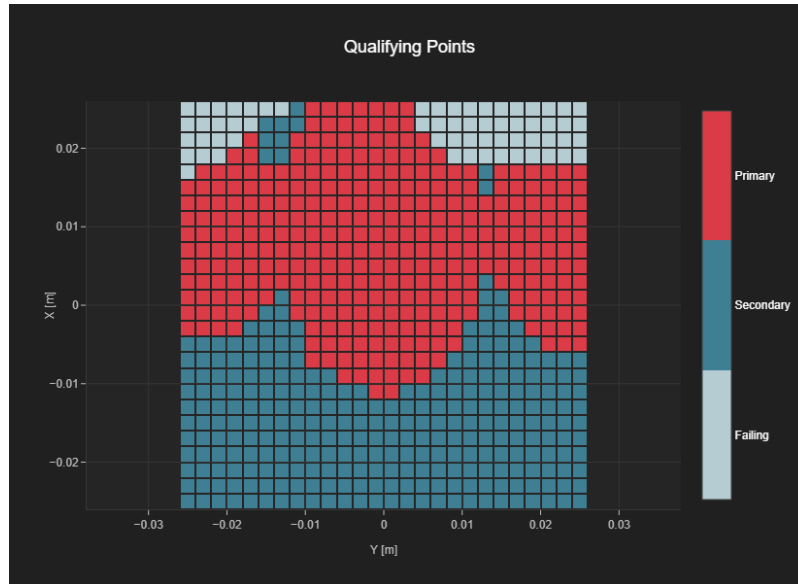 Qualifying Points
0.02
0.01
0
−0.01
−0.02
X [m]
−0.03
−0.02
−0.01
0
0.01
0.02
0.03
Y [m]
Primary
Secondary
Failing